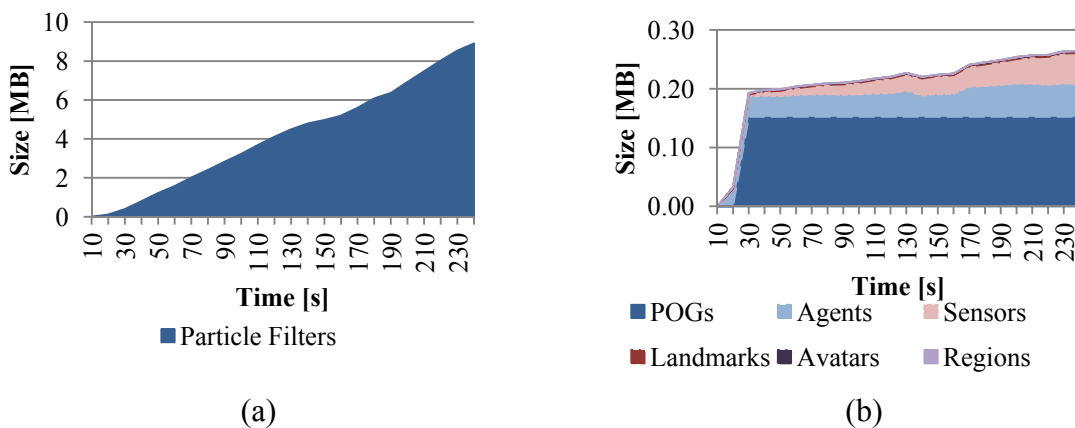 10
8
6
4
2
0
Size [MB]
10 30 50 70 90 110 130 150 170 190 210 230
Time [s]
Particle Filters
(a)
0.30
0.20
0.10
0.00
Size [MB]
10 30 50 70 90 110 130 150 170 190 210 230
Time [s]
POGs Agents Sensors
Landmarks Avatars Regions
(b)